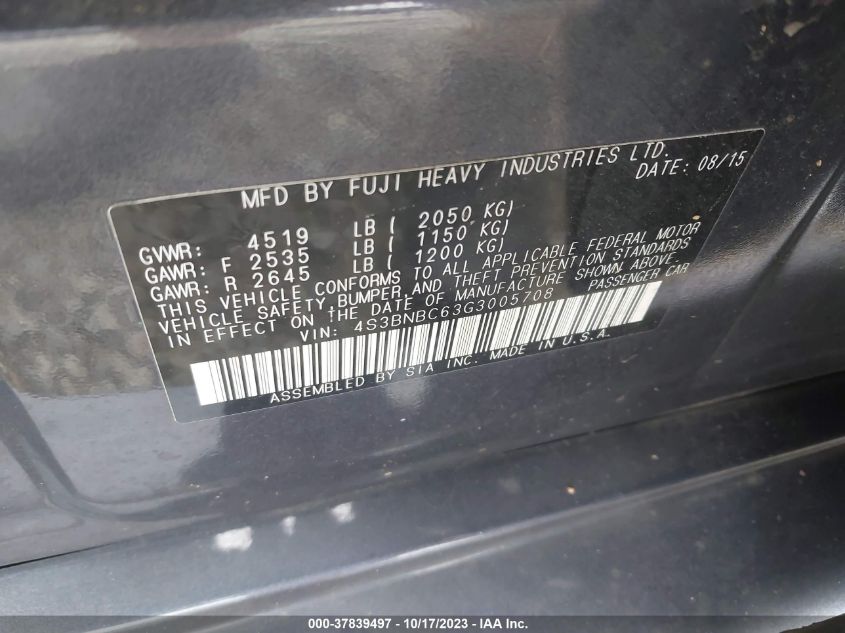 MFD BY FUJI HEAVY INDUSTRIES LTD.
DATE: 08/15
GVWR: 4519 LB ( 2050 KG)
GAWR: F 2535 LB ( 1150 KG)
GAWR: R 2645 LB ( 1200 KG)
THIS VEHICLE CONFORMS TO ALL APPLICABLE FEDERAL MOTOR
VEHICLE SAFETY,BUMPER,AND THEFT PREVENTION STANDARDS
IN EFFECT ON THE DATE OF MANUFACTURE SHOWN ABOVE.
VIN: 4S3BNBC63G3005708 PASSENGER CAR
ASSEMBLED BY SIA INC. MADE IN U.S.A.
000-37839497 - 10/17/2023 - IAA Inc.